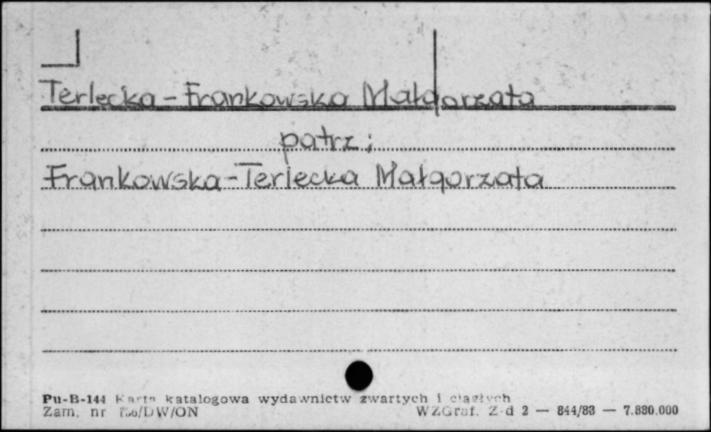 Terlecka-Frankowska Małgorzata
patrz:
Frankowska-Terlecka Małgorzata
Pu-B-144 Karta katalogowa wydawnictw zwartych i ciągłych
Zam. nr /DW/ON WZGraf. Z-d 2 — 844/83 — 7.880.000